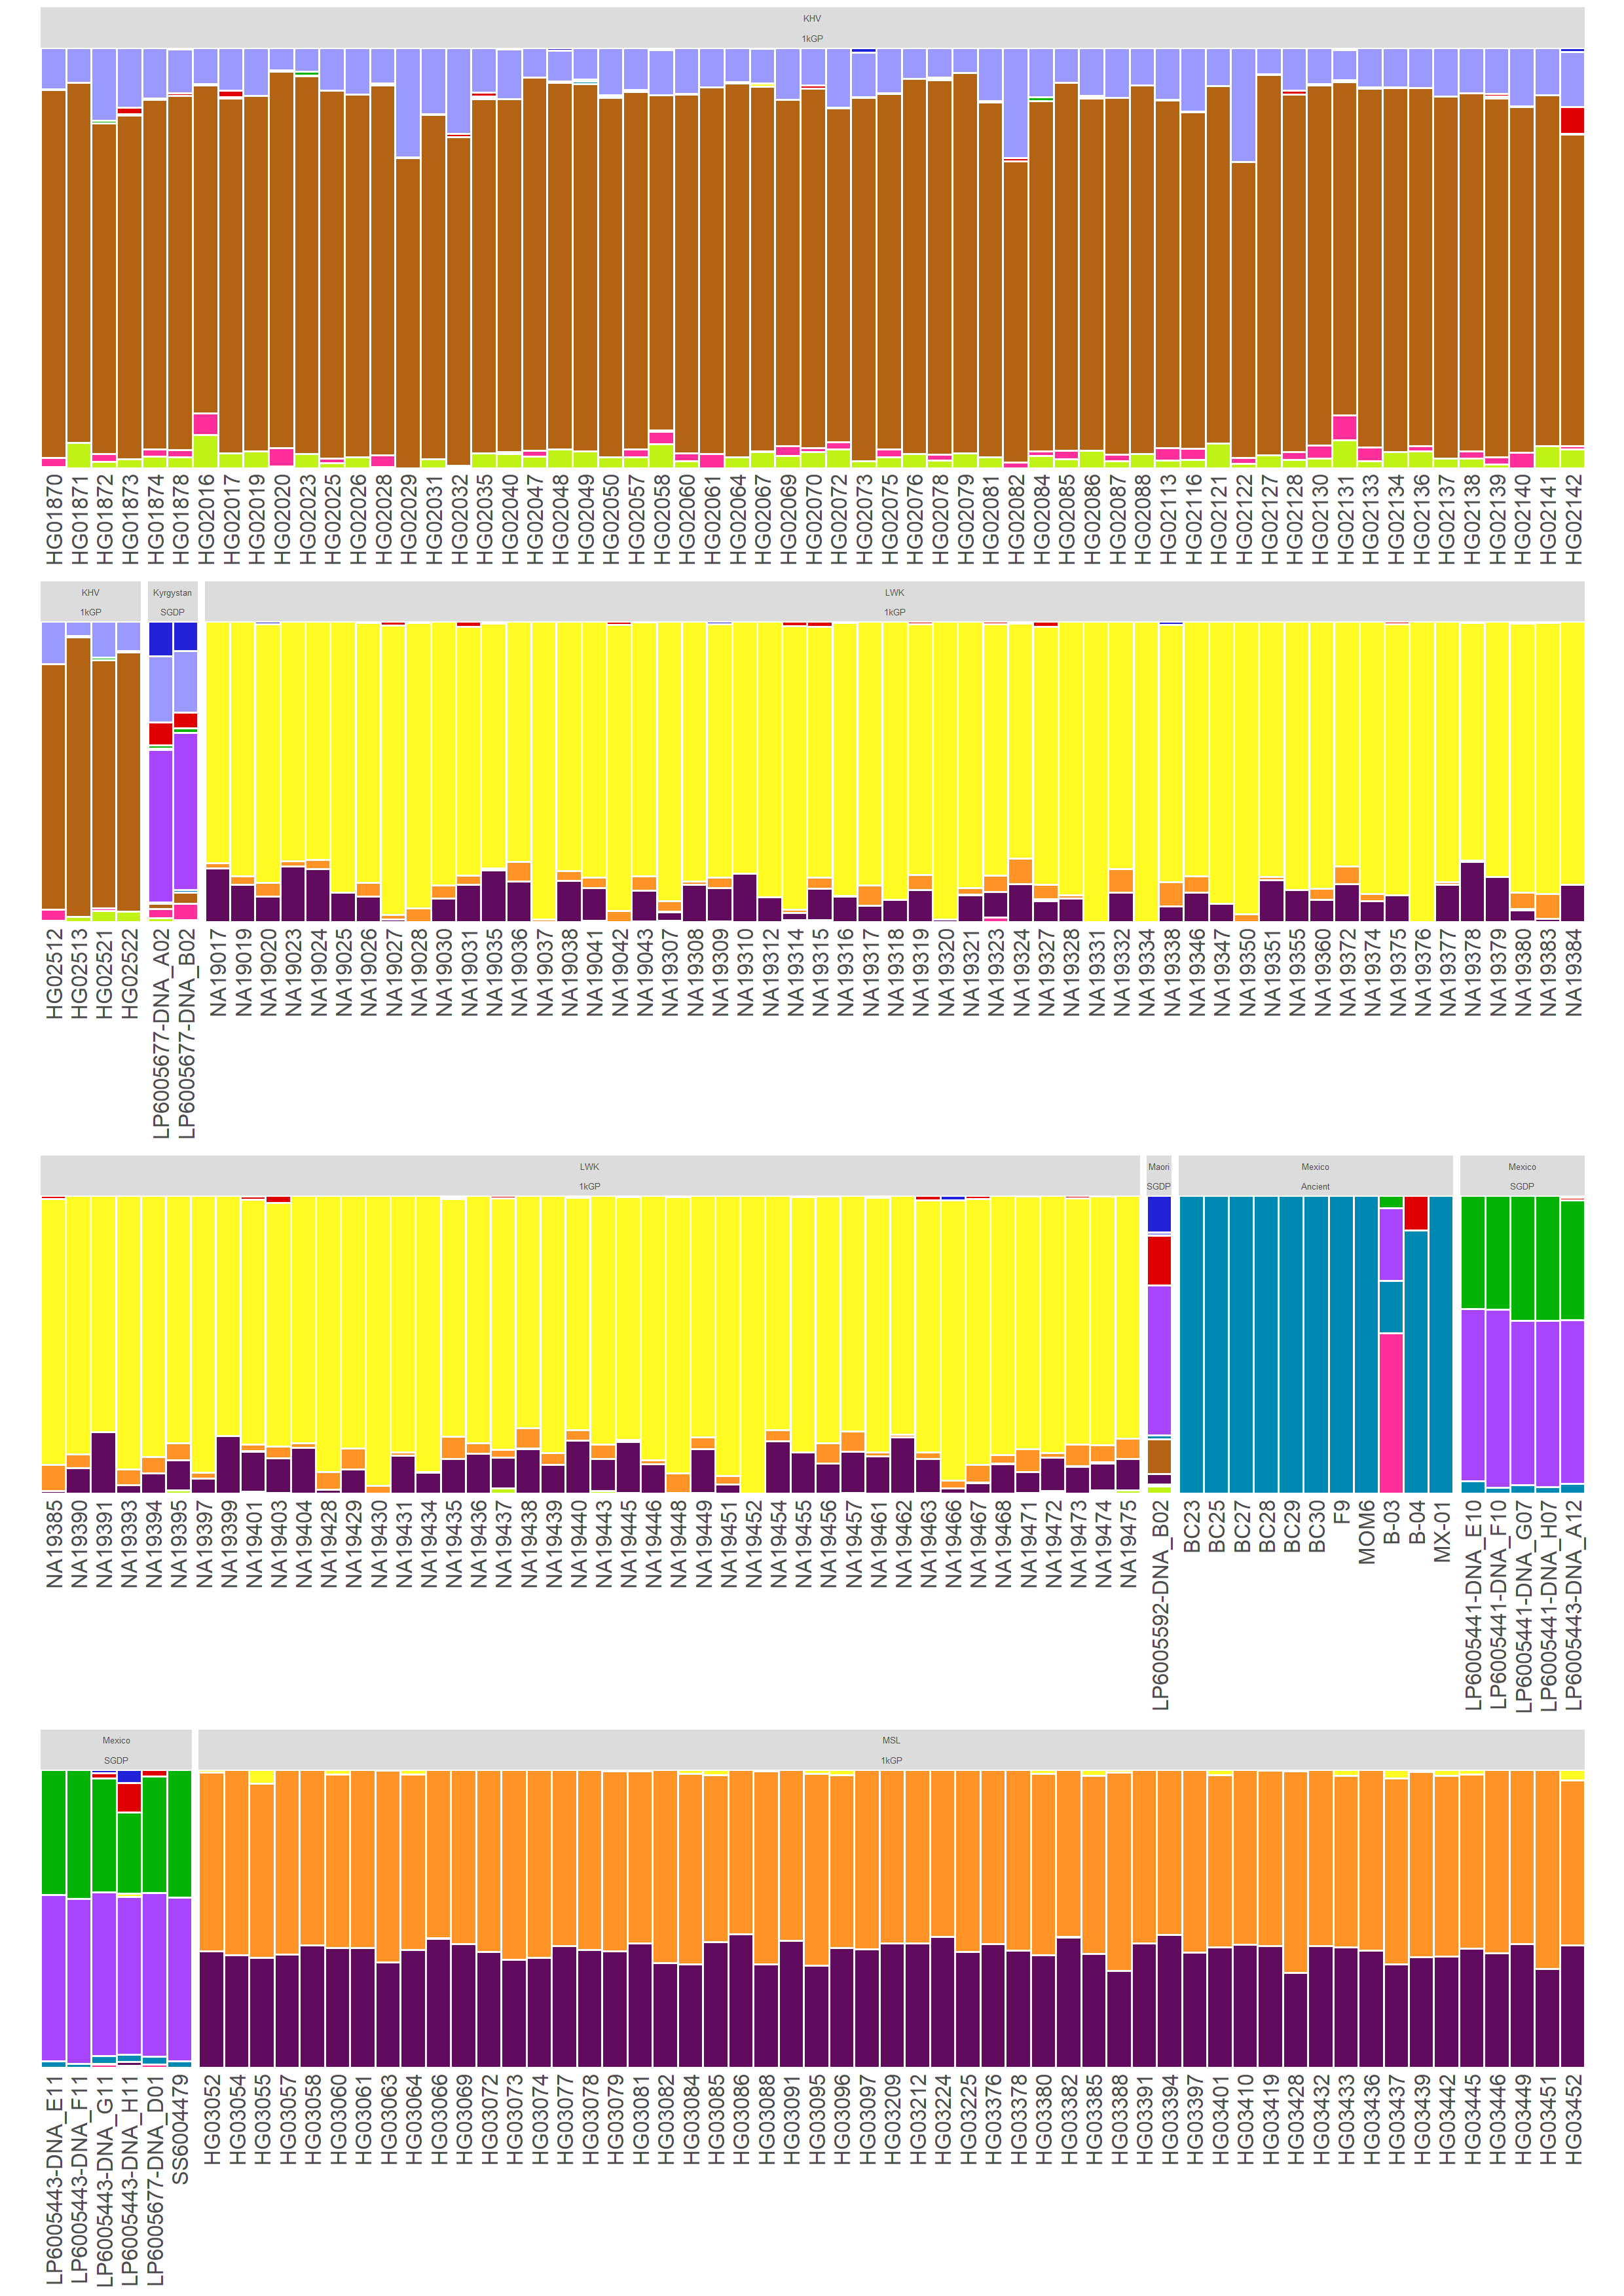 KHV
1kGP
HG01870 HG01871 HG01872 HG01873 HG01874 HG01878 HG02016 HG02017 HG02019 HG02020 HG02023 HG02025 HG02026 HG02028 HG02029 HG02031 HG02032 HG02035 HG02040 HG02047 HG02048 HG02049 HG02050 HG02057 HG02058 HG02060 HG02061 HG02064 HG02067 HG02069 HG02070 HG02072 HG02073 HG02075 HG02076 HG02078 HG02079 HG02081 HG02082 HG02084 HG02085 HG02086 HG02087 HG02088 HG02113 HG02116 HG02121 HG02122 HG02127 HG02128 HG02130 HG02131 HG02133 HG02134 HG02136 HG02137 HG02138 HG02139 HG02140 HG02141 HG02142
KHV Kyrgystan LWK
1kGP SGDP 1kGP
HG02512 HG02513 HG02521 HG02522 LP6005677-DNA_A02 LP6005677-DNA_B02 NA19017 NA19019 NA19020 NA19023 NA19024 NA19025 NA19026 NA19027 NA19028 NA19030 NA19031 NA19035 NA19036 NA19037 NA19038 NA19041 NA19042 NA19043 NA19307 NA19308 NA19309 NA19310 NA19312 NA19314 NA19315 NA19316 NA19317 NA19318 NA19319 NA19320 NA19321 NA19323 NA19324 NA19327 NA19328 NA19331 NA19332 NA19334 NA19338 NA19346 NA19347 NA19350 NA19351 NA19355 NA19360 NA19372 NA19374 NA19375 NA19376 NA19377 NA19378 NA19379 NA19380 NA19383 NA19384
LWK Maori Mexico Mexico
1kGP SGDP Ancient SGDP
NA19385 NA19390 NA19391 NA19393 NA19394 NA19395 NA19397 NA19399 NA19401 NA19403 NA19404 NA19428 NA19429 NA19430 NA19431 NA19434 NA19435 NA19436 NA19437 NA19438 NA19439 NA19440 NA19443 NA19445 NA19446 NA19448 NA19449 NA19451 NA19452 NA19454 NA19455 NA19456 NA19457 NA19461 NA19462 NA19463 NA19466 NA19467 NA19468 NA19471 NA19472 NA19473 NA19474 NA19475 LP6005592-DNA_B02 BC23 BC25 BC27 BC28 BC29 BC30 F9 MOM6 B-03 B-04 MX-01 LP6005441-DNA_E10 LP6005441-DNA_F10 LP6005441-DNA_G07 LP6005441-DNA_H07 LP6005443-DNA_A12
Mexico MSL
SGDP 1kGP
LP6005443-DNA_E11 LP6005443-DNA_F11 LP6005443-DNA_G11 LP6005443-DNA_H11 LP6005677-DNA_D01 SS6004479 HG03052 HG03054 HG03055 HG03057 HG03058 HG03060 HG03061 HG03063 HG03064 HG03066 HG03069 HG03072 HG03073 HG03074 HG03077 HG03078 HG03079 HG03081 HG03082 HG03084 HG03085 HG03086 HG03088 HG03091 HG03095 HG03096 HG03097 HG03209 HG03212 HG03224 HG03225 HG03376 HG03378 HG03380 HG03382 HG03385 HG03388 HG03391 HG03394 HG03397 HG03401 HG03410 HG03419 HG03428 HG03432 HG03433 HG03436 HG03437 HG03439 HG03442 HG03445 HG03446 HG03449 HG03451 HG03452